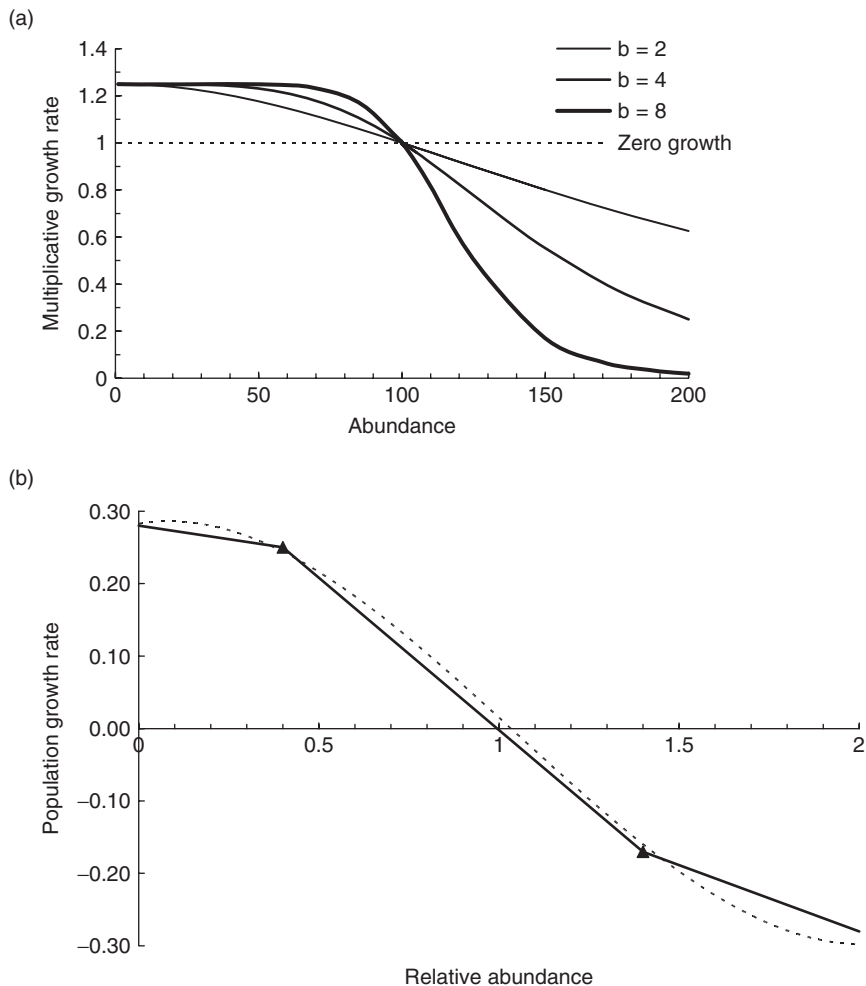 (a)
1.4
1.2
1
0.8
0.6
0.4
0.2
0
Multiplicative growth rate
b = 2
b = 4
b = 8
Zero growth
0 50 100 150 200
Abundance
(b)
0.30
0.20
0.10
0.00
−0.10
−0.20
−0.30
Population growth rate
0 0.5 1 1.5 2
Relative abundance